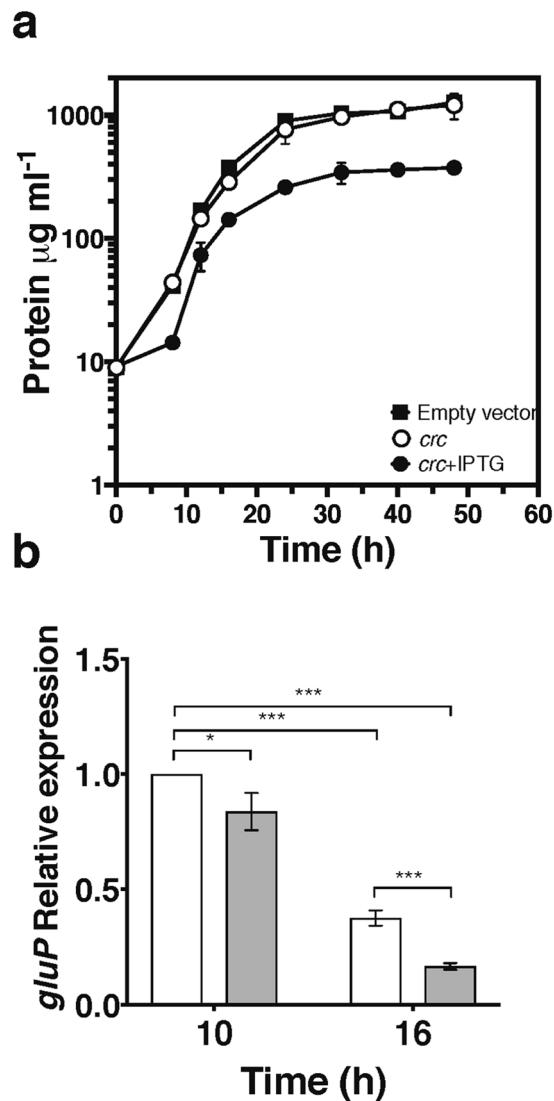 a
Protein µg ml-1
1000
100
10
1
0 10 20 30 40 50 60
Time (h)
Empty vector
crc
crc+IPTG
b
gluP Relative expression
1.5
1.0
0.5
0.0
***
***
*
***
10 16
Time (h)